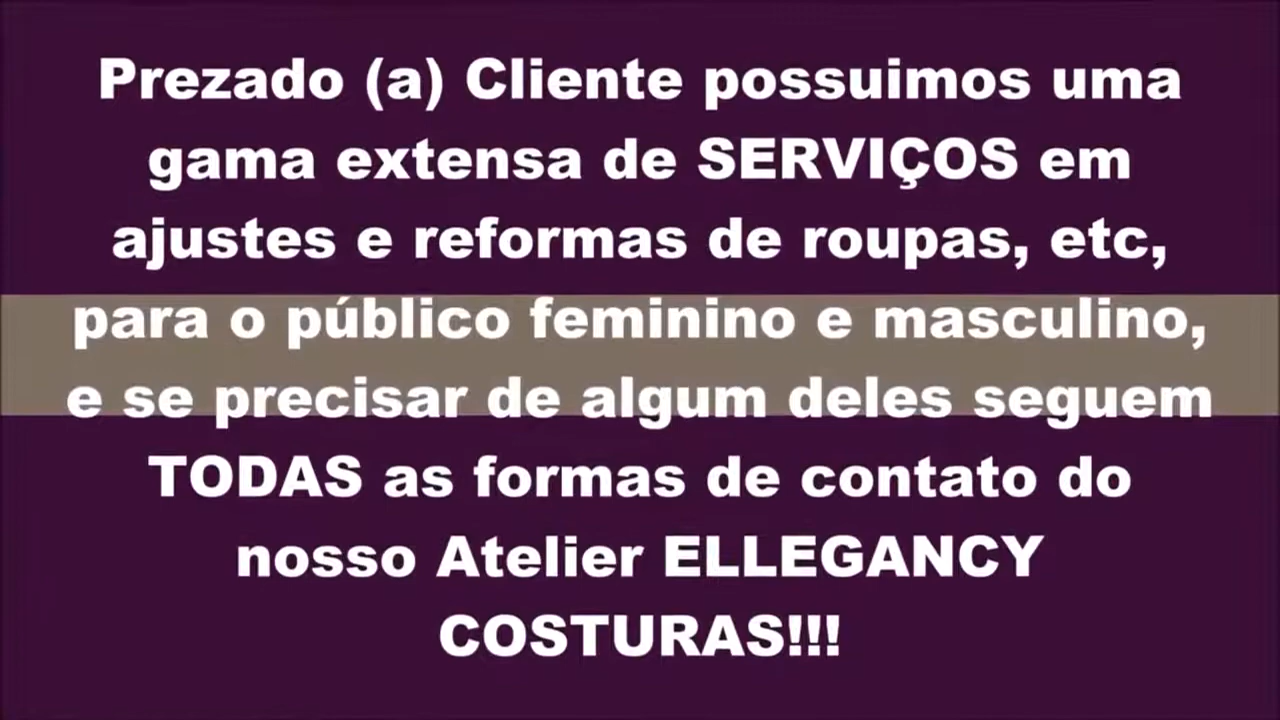 Prezado (a) Cliente possuimos uma
gama extensa de SERVIÇOS em
ajustes e reformas de roupas, etc,
para o público feminino e masculino,
e se precisar de algum deles seguem
TODAS as formas de contato do
nosso Atelier ELLEGANCY
COSTURAS!!!